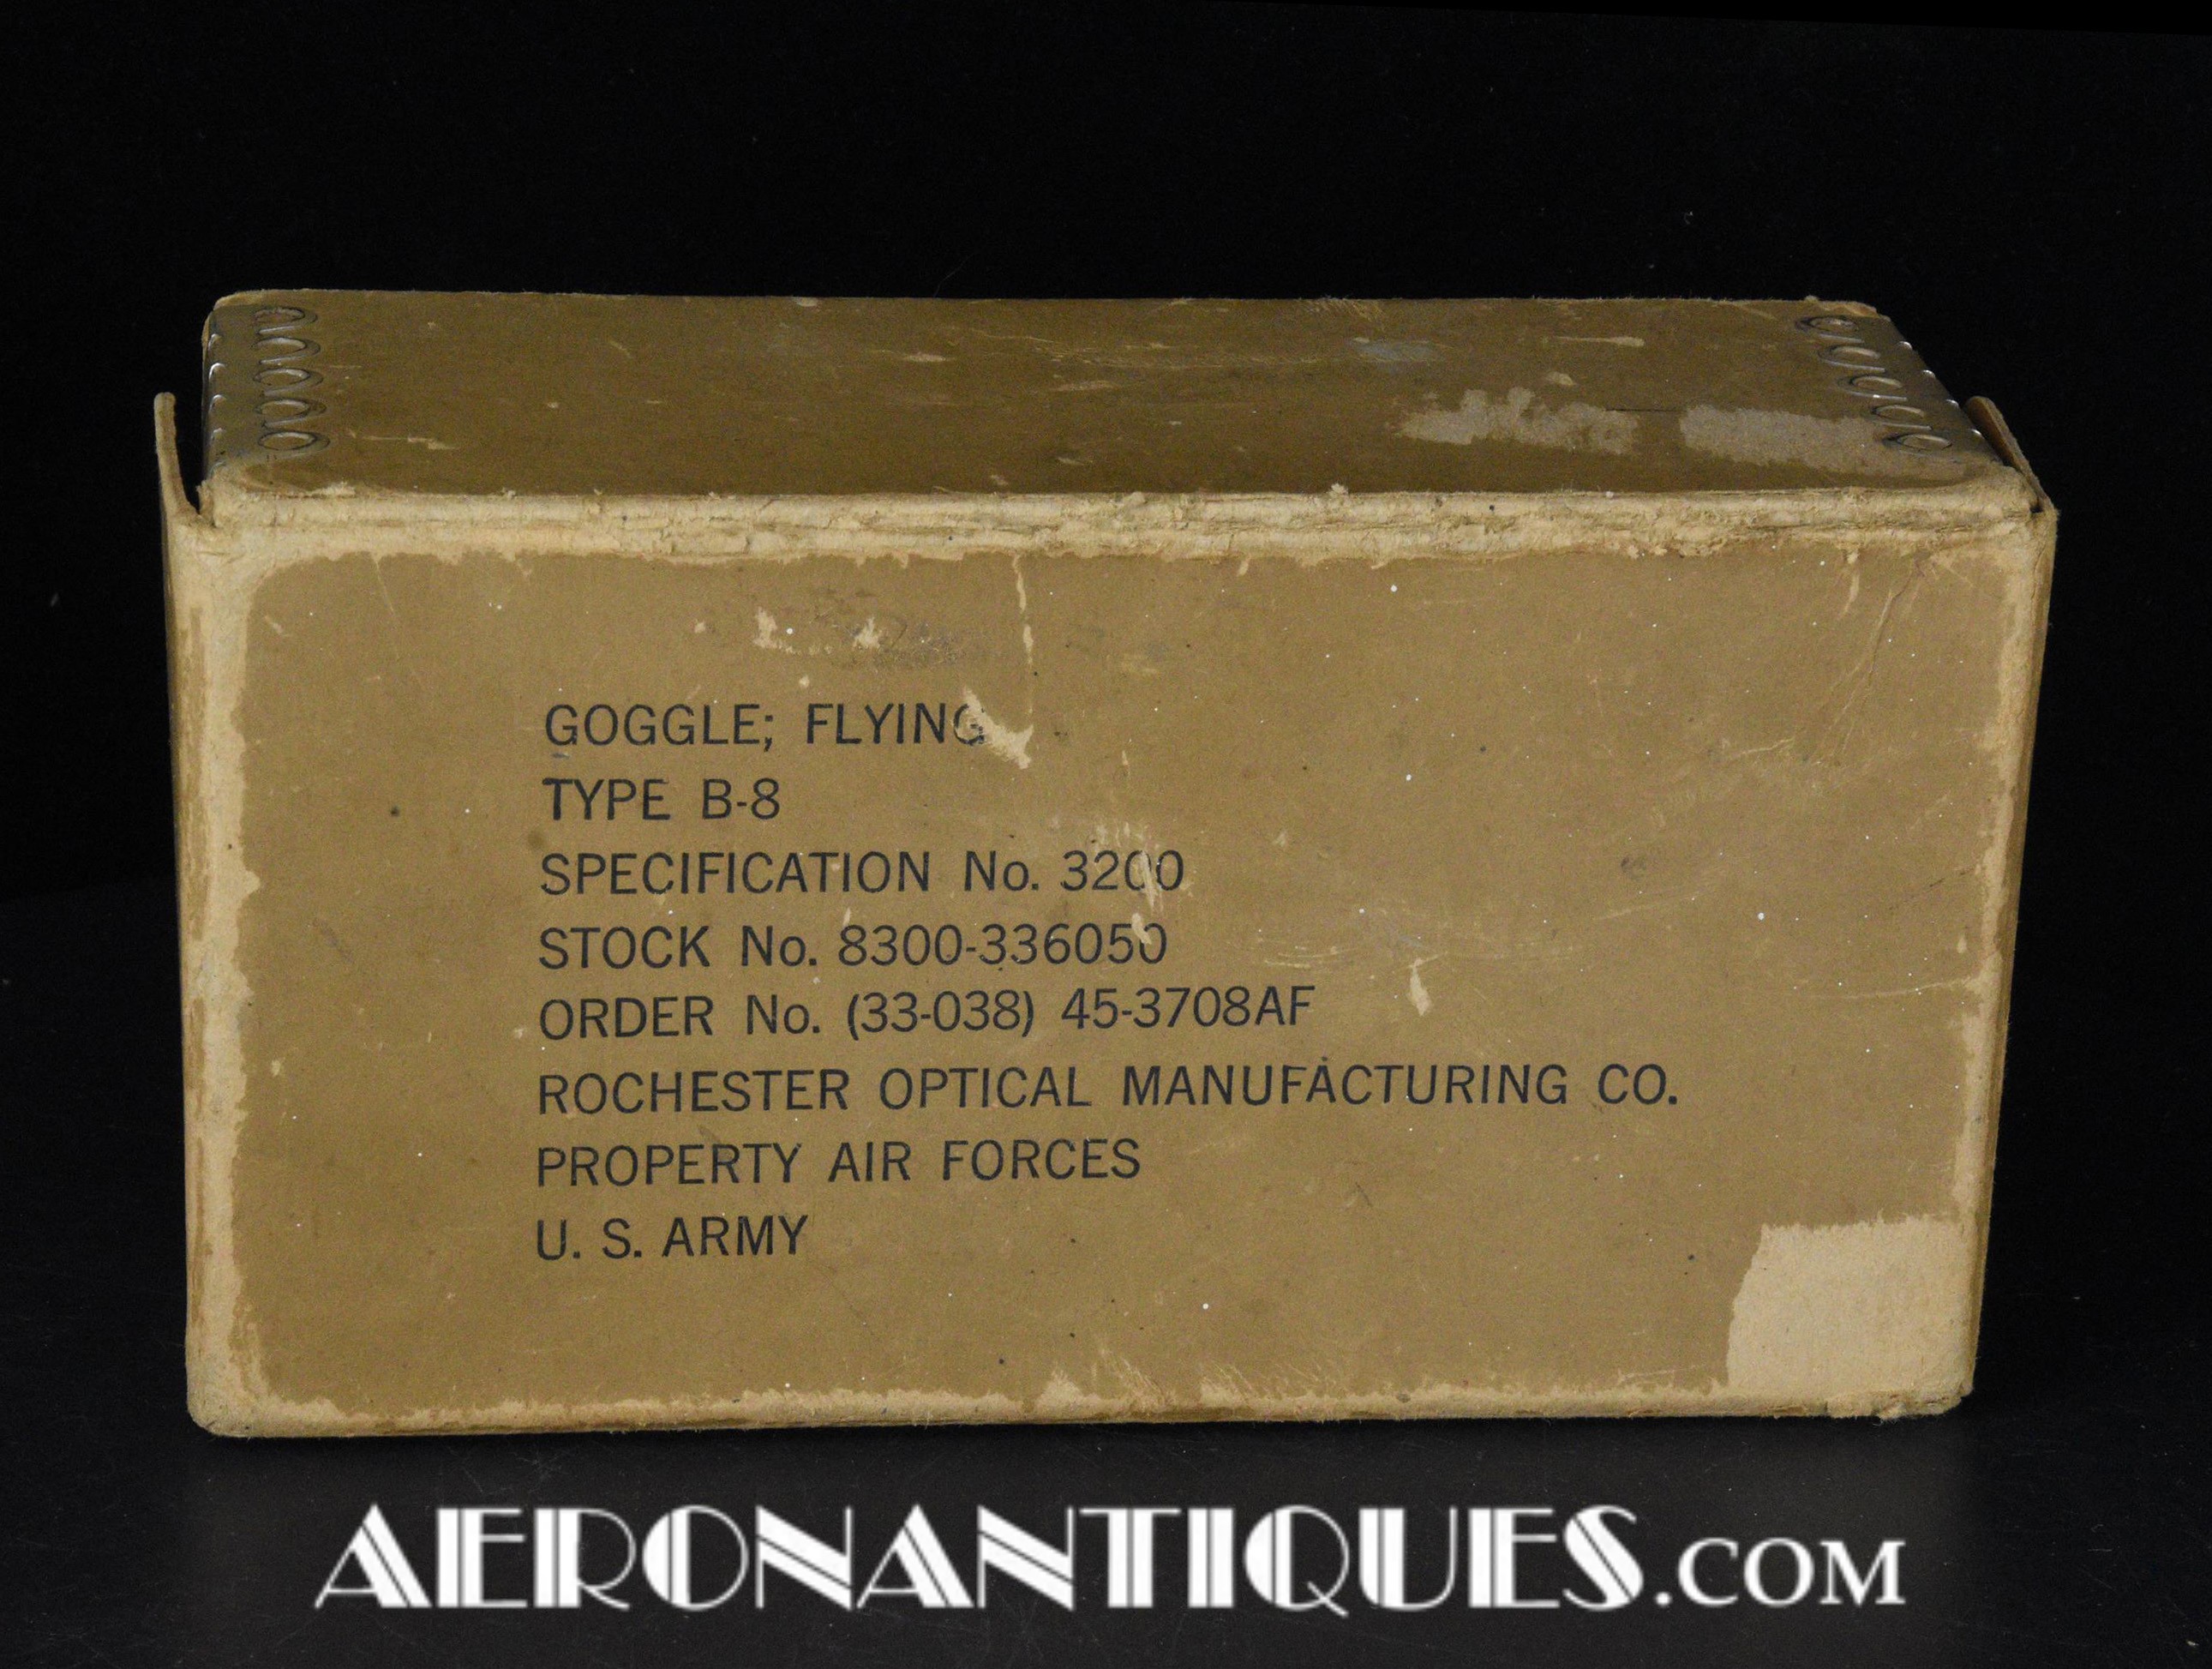 GOGGLE; FLYING
TYPE B-8
SPECIFICATION No. 3200
STOCK No. 8300-336050
ORDER No. (33-038) 45-3708AF
ROCHESTER OPTICAL MANUFACTURING CO.
PROPERTY AIR FORCES
U. S. ARMY
AERONANTIQUES.COM